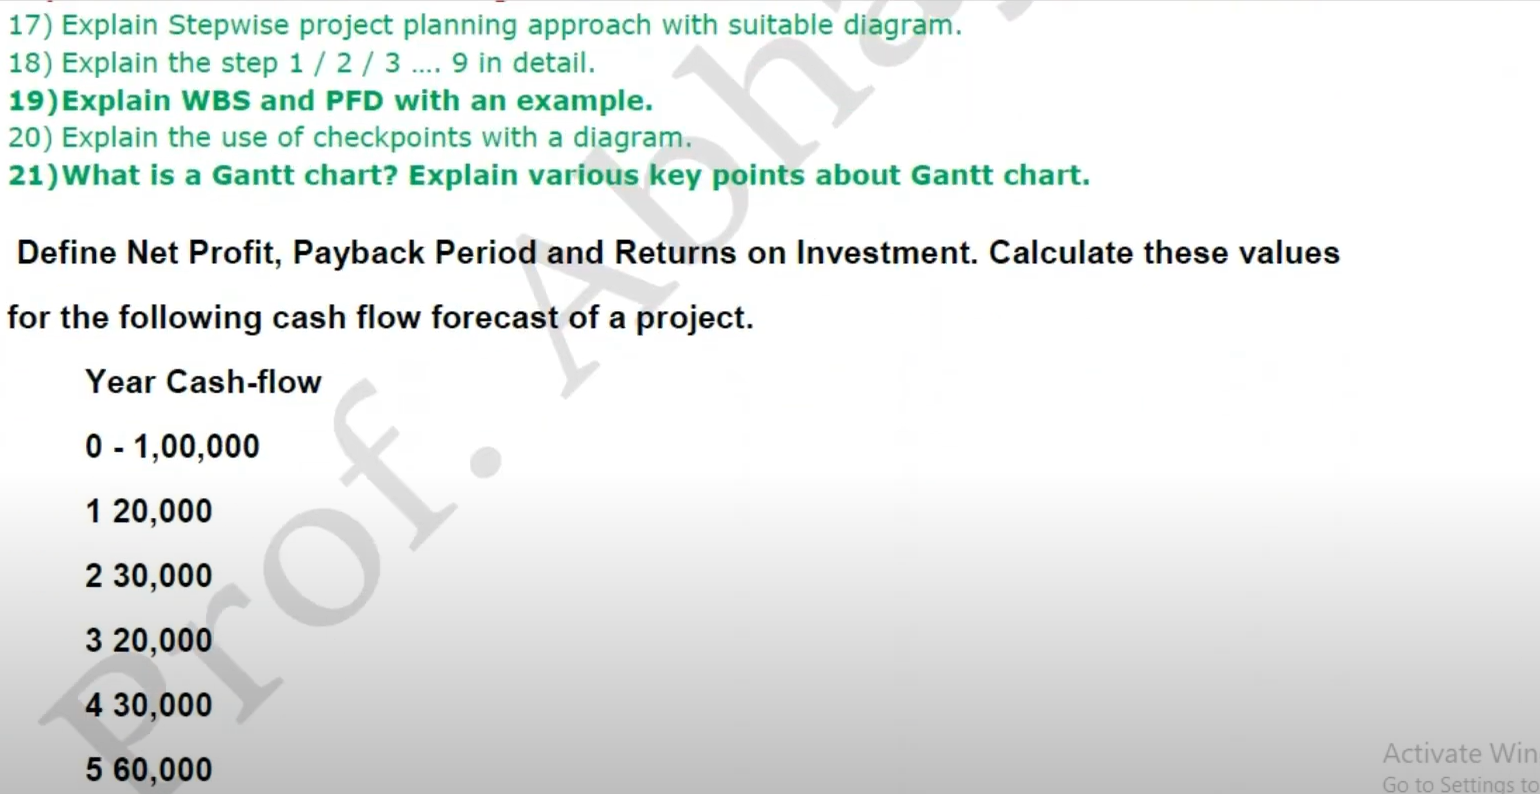 17) Explain Stepwise project planning approach with suitable diagram.
18) Explain the step 1 / 2 / 3 .... 9 in detail.
19)Explain WBS and PFD with an example.
20) Explain the use of checkpoints with a diagram.
21)What is a Gantt chart? Explain various key points about Gantt chart.
Define Net Profit, Payback Period and Returns on Investment. Calculate these values
for the following cash flow forecast of a project.
Year Cash-flow
0 - 1,00,000
1 20,000
2 30,000
3 20,000
4 30,000
5 60,000
Prof. Abha
Activate Win
Go to Settings to